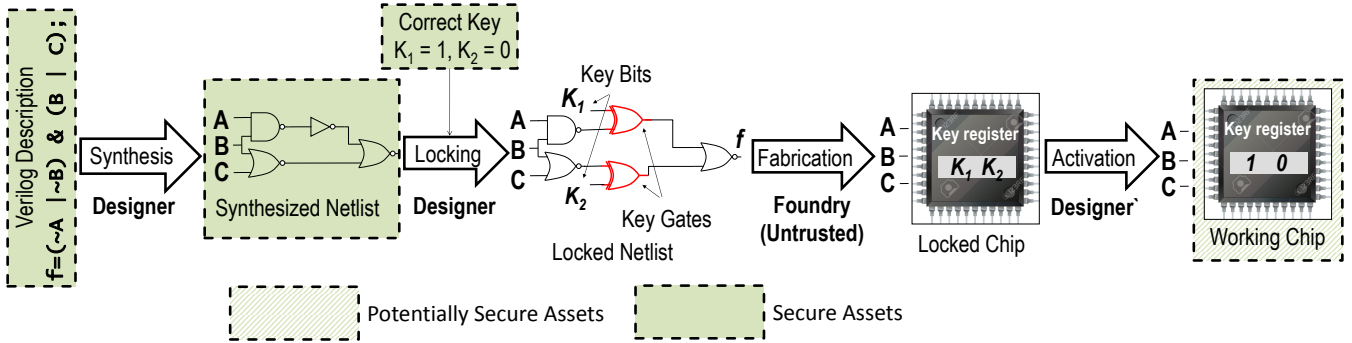 Verilog Description
f=(~A |~B) & (B | C);
Synthesis
Designer
A
B
C
Synthesized Netlist
Correct Key
K1 = 1, K2 = 0
Locking
Designer
Key Bits
K1
A
B
C
K2
f
Key Gates
Locked Netlist
Fabrication
Foundry
(Untrusted)
A
B
C
Key register
K1 K2
Locked Chip
Activation
Designer`
A
B
C
Key register
1 0
Working Chip
Potentially Secure Assets
Secure Assets